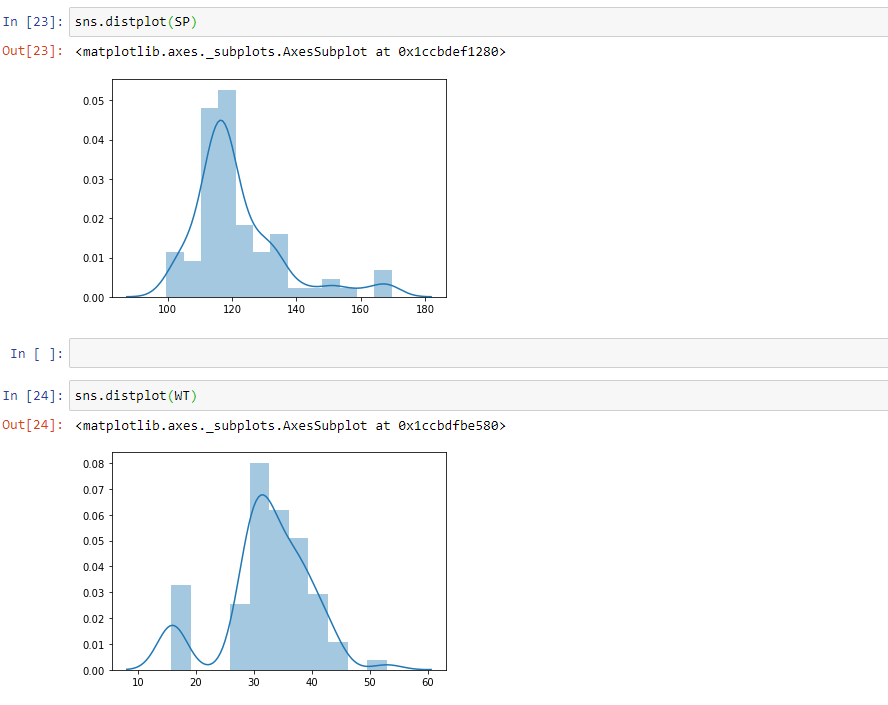 In [23]: sns.distplot(SP)
Out[23]: <matplotlib.axes._subplots.AxesSubplot at 0x1ccbdef1280>
0.05
0.04
0.03
0.02
0.01
0.00
100 120 140 160 180
In [ ]:
In [24]: sns.distplot(WT)
Out[24]: <matplotlib.axes._subplots.AxesSubplot at 0x1ccbdfbe580>
0.08
0.07
0.06
0.05
0.04
0.03
0.02
0.01
0.00
10 20 30 40 50 60